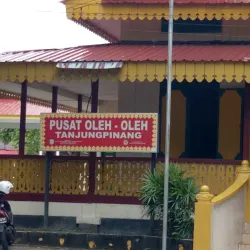 PUSAT OLEH - OLEH
TANJUNGPINANG